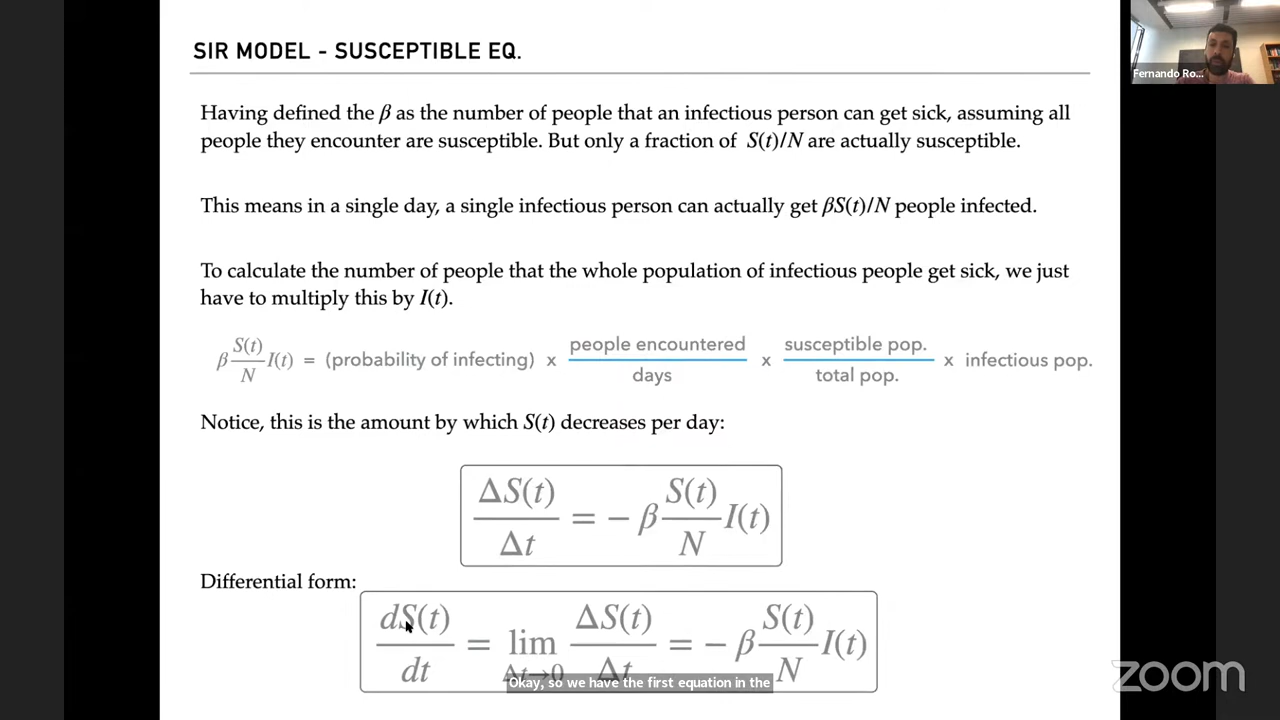 SIR MODEL - SUSCEPTIBLE EQ.
Fernando Ro...
Having defined the β as the number of people that an infectious person can get sick, assuming all
people they encounter are susceptible. But only a fraction of S(t)/N are actually susceptible.
This means in a single day, a single infectious person can actually get βS(t)/N people infected.
To calculate the number of people that the whole population of infectious people get sick, we just
have to multiply this by I(t).
β S(t)/N I(t) = (probability of infecting) x people encountered/days x susceptible pop./total pop. x infectious pop.
Notice, this is the amount by which S(t) decreases per day:
ΔS(t)/Δt = − β S(t)/N I(t)
Differential form:
dS(t)/dt = lim Δt→0 ΔS(t)/Δt = − β S(t)/N I(t)
Okay, so we have the first equation in the
zoom